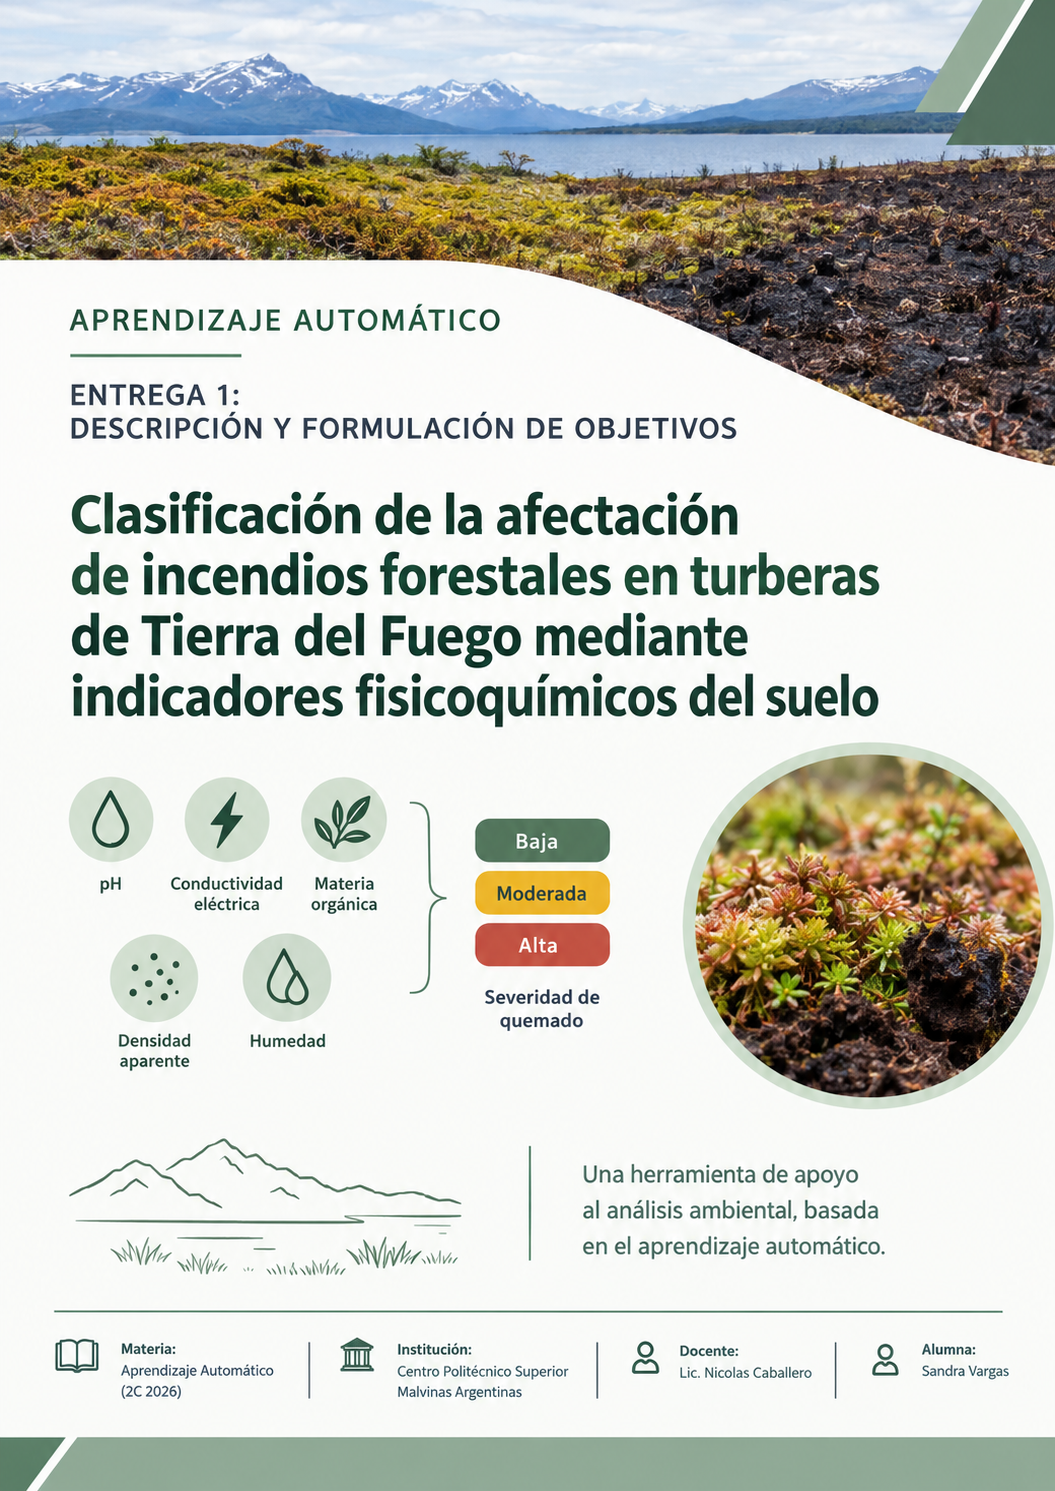 APRENDIZAJE AUTOMÁTICO
ENTREGA 1:
DESCRIPCIÓN Y FORMULACIÓN DE OBJETIVOS
Clasificación de la afectación
de incendios forestales en turberas
de Tierra del Fuego mediante
indicadores fisicoquímicos del suelo
pH
Conductividad
eléctrica
Materia
orgánica
Densidad
aparente
Humedad
Baja
Moderada
Alta
Severidad de
quemado
Una herramienta de apoyo
al análisis ambiental, basada
en el aprendizaje automático.
Materia:
Aprendizaje Automático
(2C 2026)
Institución:
Centro Politécnico Superior
Malvinas Argentinas
Docente:
Lic. Nicolas Caballero
Alumna:
Sandra Vargas